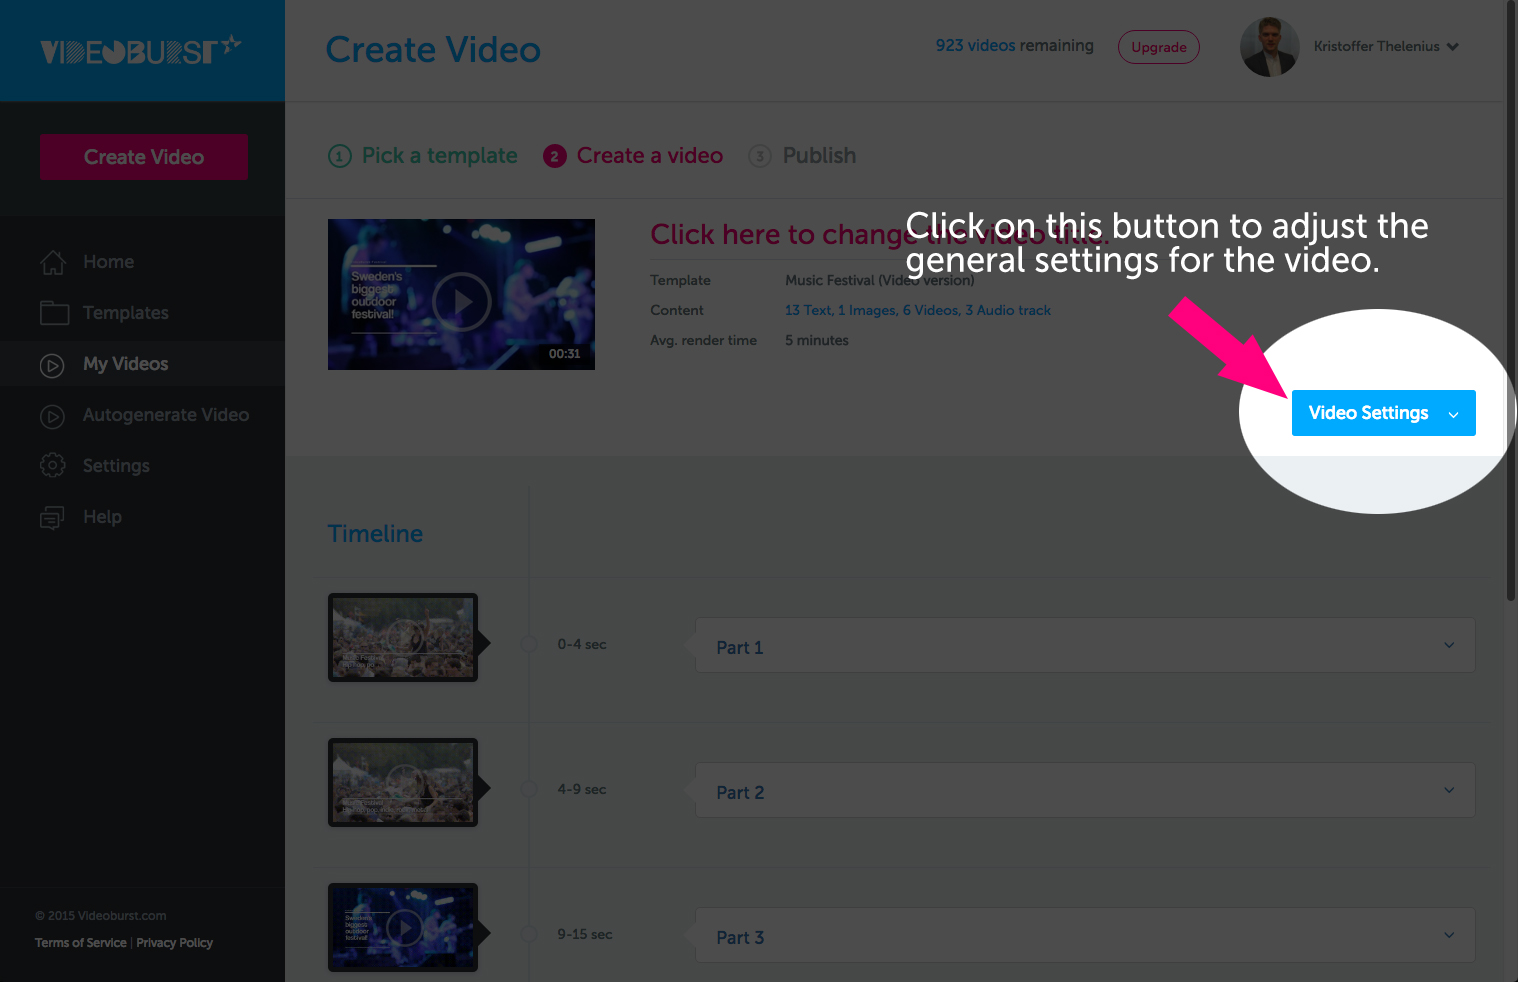 VIDEOBURST
Create Video
923 videos remaining
Upgrade
Kristoffer Thelenius
Create Video
1 Pick a template
2 Create a video
3 Publish
Home
Templates
My Videos
Autogenerate Video
Settings
Help
Sweden's
biggest
outdoor
festival!
00:31
Click here to change the video title.
Template Music Festival (Video version)
Content 13 Text, 1 Images, 6 Videos, 3 Audio track
Avg. render time 5 minutes
Click on this button to adjust the
general settings for the video.
Video Settings
Timeline
0-4 sec
Part 1
4-9 sec
Part 2
Sweden's
biggest
outdoor
festival!
9-15 sec
Part 3
© 2015 Videoburst.com
Terms of Service | Privacy Policy